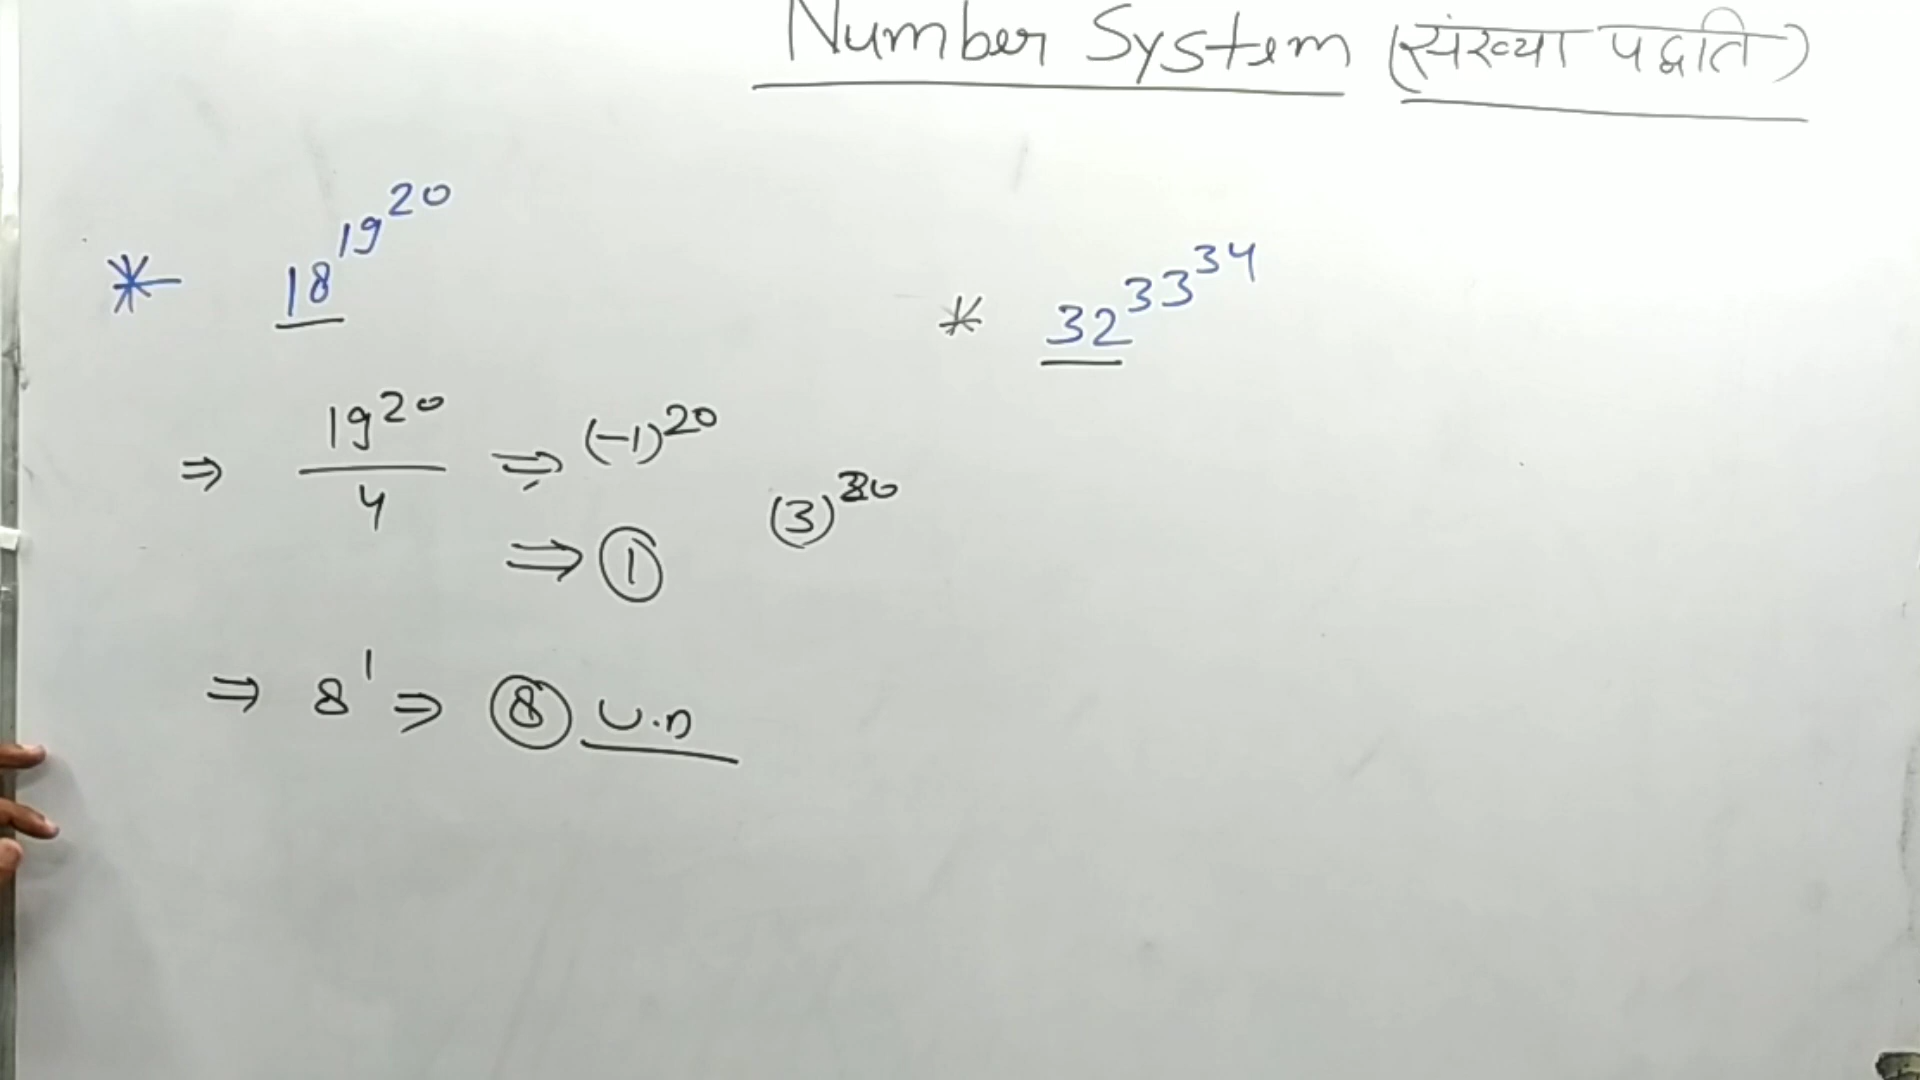 Number System (संख्या पद्धति)
* 18^19^20
* 32^33^34
⇒ 19^20 / 4 ⇒ (-1)^20
(3)^20
⇒ 1
⇒ 8^1 ⇒ 8 U.D